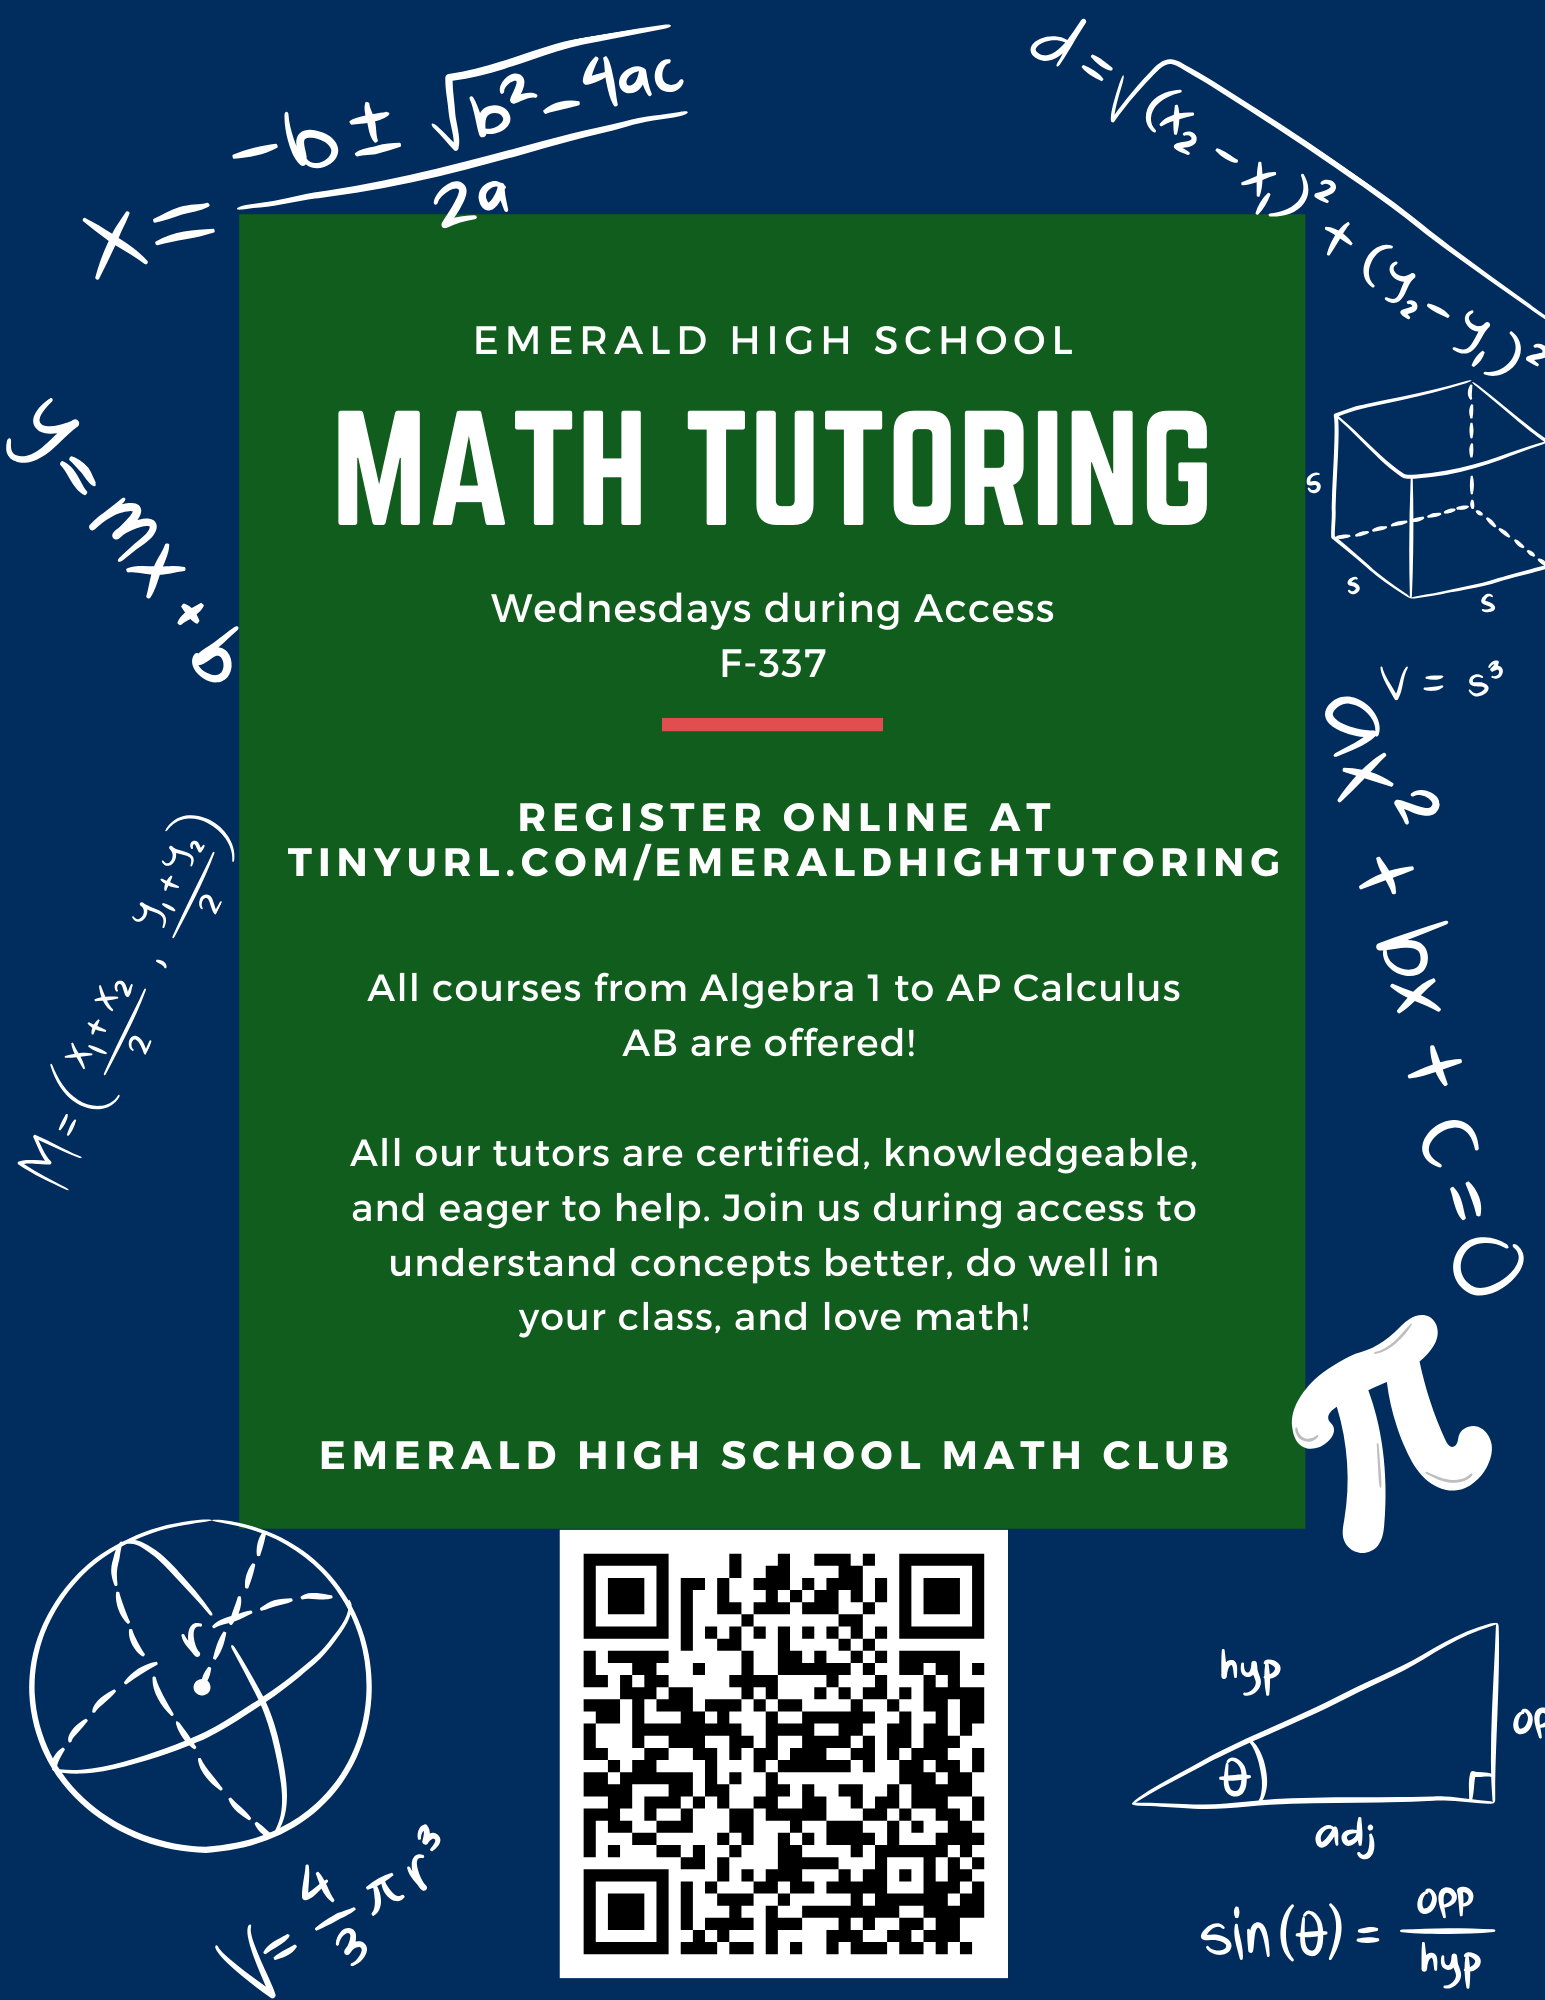 x = -b ± √b² - 4ac / 2a
d = √(x₂ - x₁)² + (y₂ - y₁)²
EMERALD HIGH SCHOOL
MATH TUTORING
Wednesdays during Access
F-337
REGISTER ONLINE AT
TINYURL.COM/EMERALDHIGHTUTORING
All courses from Algebra 1 to AP Calculus
AB are offered!
All our tutors are certified, knowledgeable,
and eager to help. Join us during access to
understand concepts better, do well in
your class, and love math!
EMERALD HIGH SCHOOL MATH CLUB
y = mx + b
M = (x₁ + x₂ / 2 , y₁ + y₂ / 2)
s
s
s
V = s³
ax² + bx + c = 0
π
r
V = 4/3 πr³
hyp
op
θ
adj
sin(θ) = opp / hyp